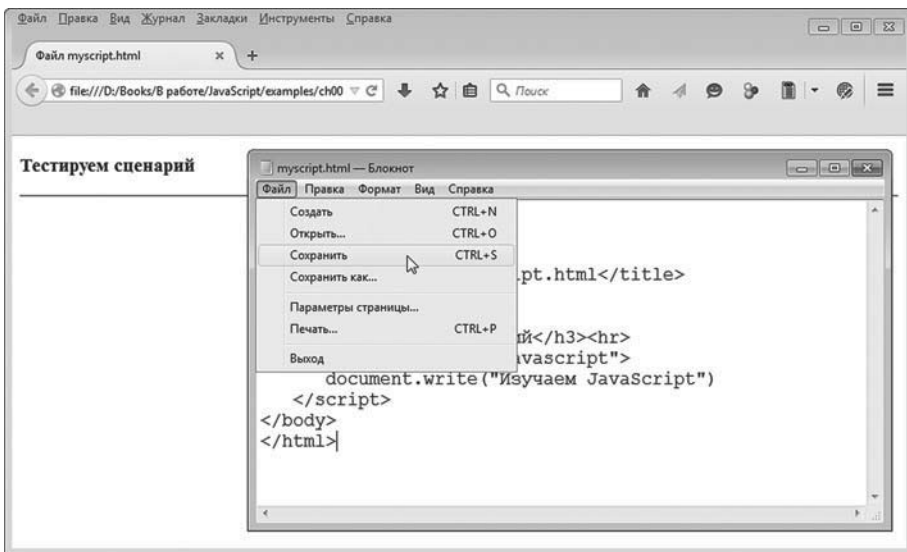 Файл Правка Вид Журнал Закладки Инструменты Справка
Файл myscript.html × +
file:///D:/Books/В работе/JavaScript/examples/ch00
Поиск
Тестируем сценарий
myscript.html — Блокнот
Файл Правка Формат Вид Справка
Создать CTRL+N
Открыть... CTRL+O
Сохранить CTRL+S
Сохранить как...
Параметры страницы...
Печать... CTRL+P
Выход
pt.html</title>
ий</h3><hr>
vascript">
document.write("Изучаем JavaScript")
</script>
</body>
</html>